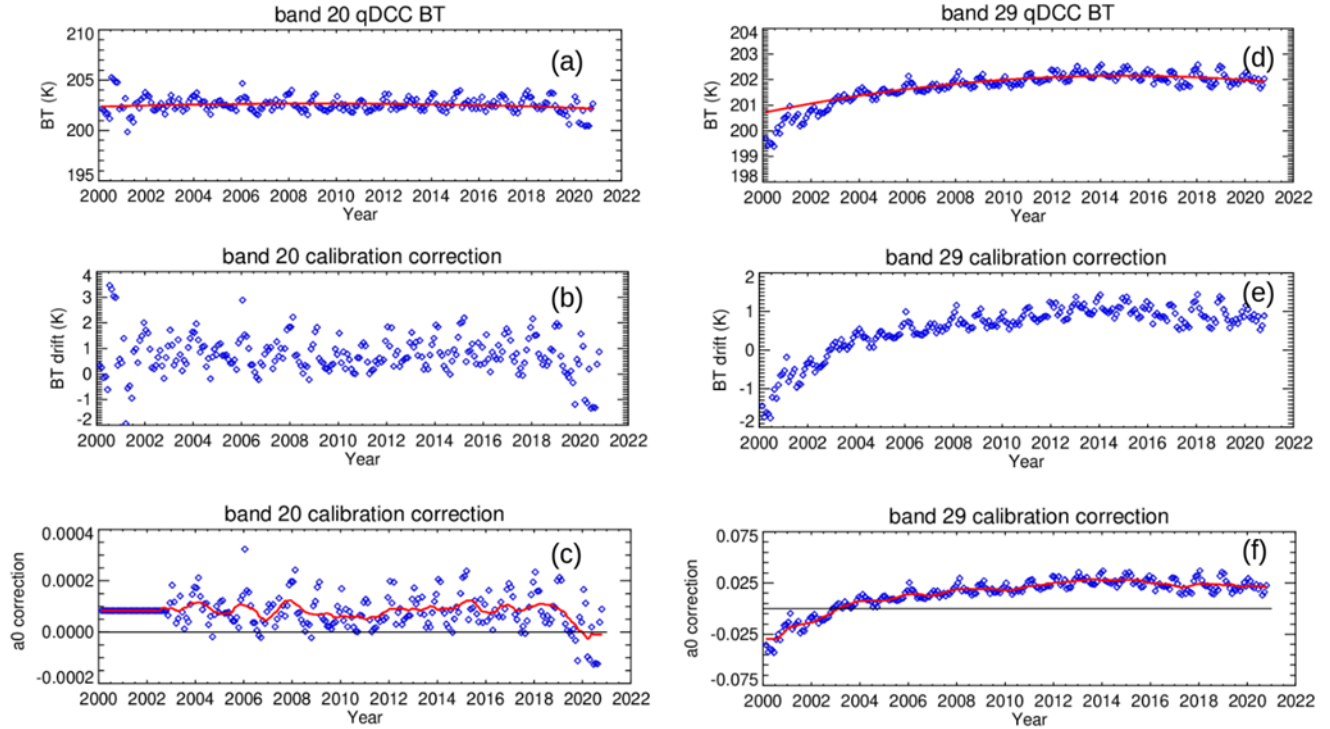 band 20 qDCC BT
210
205
200
195
BT (K)
(a)
2000 2002 2004 2006 2008 2010 2012 2014 2016 2018 2020 2022
Year
band 29 qDCC BT
204
203
202
201
200
199
198
BT (K)
(d)
2000 2002 2004 2006 2008 2010 2012 2014 2016 2018 2020 2022
Year
band 20 calibration correction
4
3
2
1
0
-1
-2
BT drift (K)
(b)
2000 2002 2004 2006 2008 2010 2012 2014 2016 2018 2020 2022
Year
band 29 calibration correction
2
1
0
-1
-2
BT drift (K)
(e)
2000 2002 2004 2006 2008 2010 2012 2014 2016 2018 2020 2022
Year
band 20 calibration correction
0.0004
0.0002
0.0000
-0.0002
a0 correction
(c)
2000 2002 2004 2006 2008 2010 2012 2014 2016 2018 2020 2022
Year
band 29 calibration correction
0.075
0.025
-0.025
-0.075
a0 correction
(f)
2000 2002 2004 2006 2008 2010 2012 2014 2016 2018 2020 2022
Year